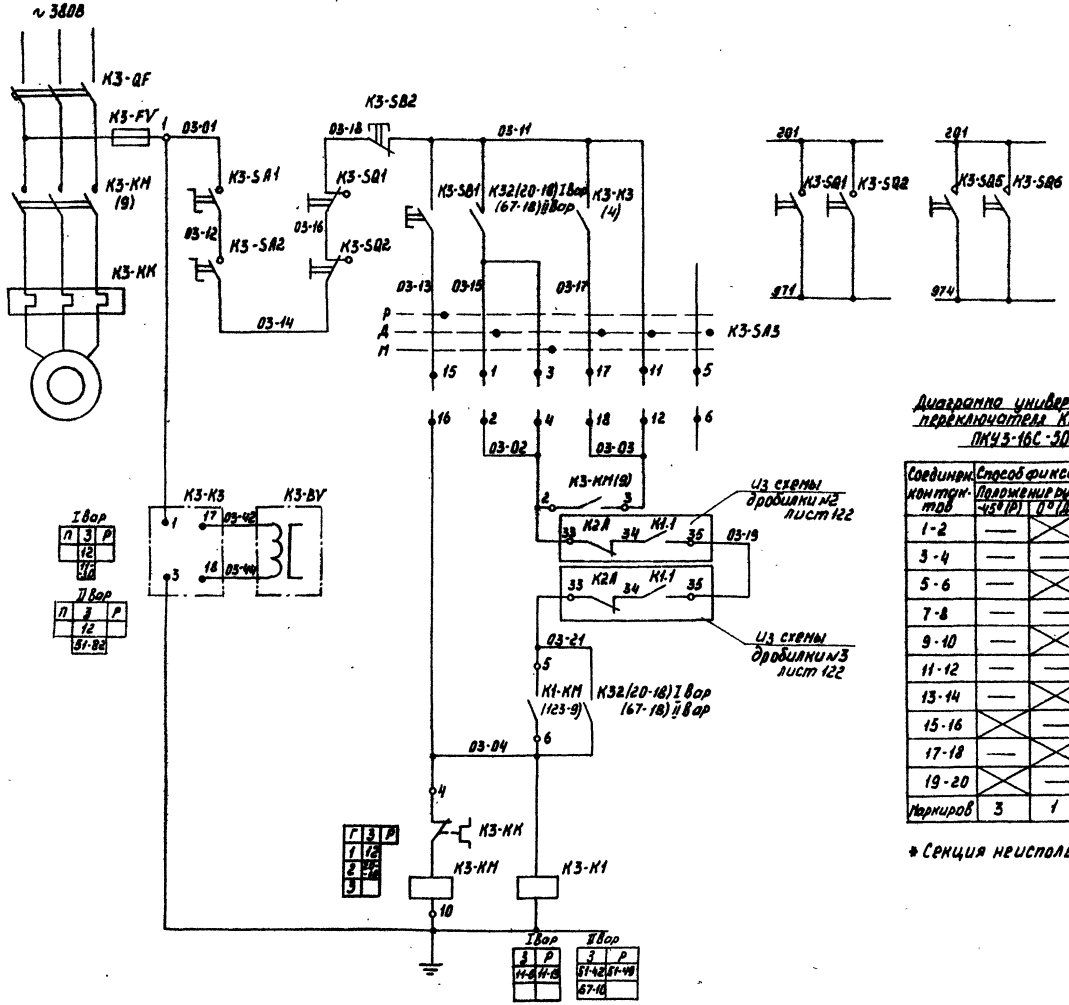 ~ 380В
К3-QF
К3-FV
1
03-01
К3-КМ
(9)
К3-КК
К3-SA1
03-12
К3-SA2
03-14
03-18
К3-SB2
К3-SQ1
03-16
К3-SQ2
03-11
К3-SB1
К32(20-18) I вар
(67-18) II вар
К3-К3
(4)
03-13
03-15
03-17
Р
Д
М
К3-SA3
15
1
3
17
11
5
16
2
4
18
12
6
03-02
03-03
201
К3-SQ1
К3-SQ2
971
201
К3-SQ5
К3-SQ6
974
К3-КМ(9)
2
3
из схемы
дробилки №2
лист 122
33
К2А
34
К1.1
35
03-19
33
К2А
34
К1.1
35
из схемы
дробилки №3
лист 122
03-21
5
К1-КМ
(123-9)
6
К32(20-18) I вар
(67-18) II вар
03-04
4
К3-КК
К3-КМ
10
К3-К1
К3-К3
1
17
03-42
3
18
03-44
К3-BV
I вар
П З Р
12
II вар
П З Р
12
51-82
Г З Р
1 12
2
3
I вар
З Р
II вар
З Р
51-42 51-49
67-10
Диаграмма универ
переключателя К
ПКУ3-16С-50
Соединен. Способ фикс
контак- Положение ру
тов -45°(Р) 0°(Д
1-2
3-4 — —
5-6 —
7-8 — —
9-10 —
11-12 — —
13-14 —
15-16 —
17-18 —
19-20 —
Маркиров 3 1
* Секция неисполь